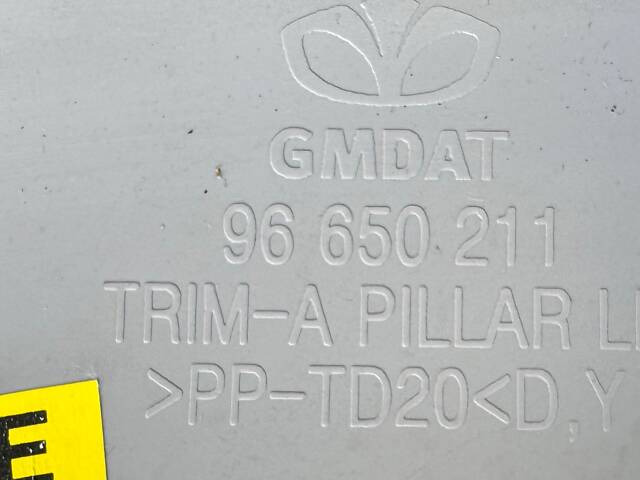 GMDAT
96 650 211
TRIM-A PILLAR
>PP-TD20<D,Y
E